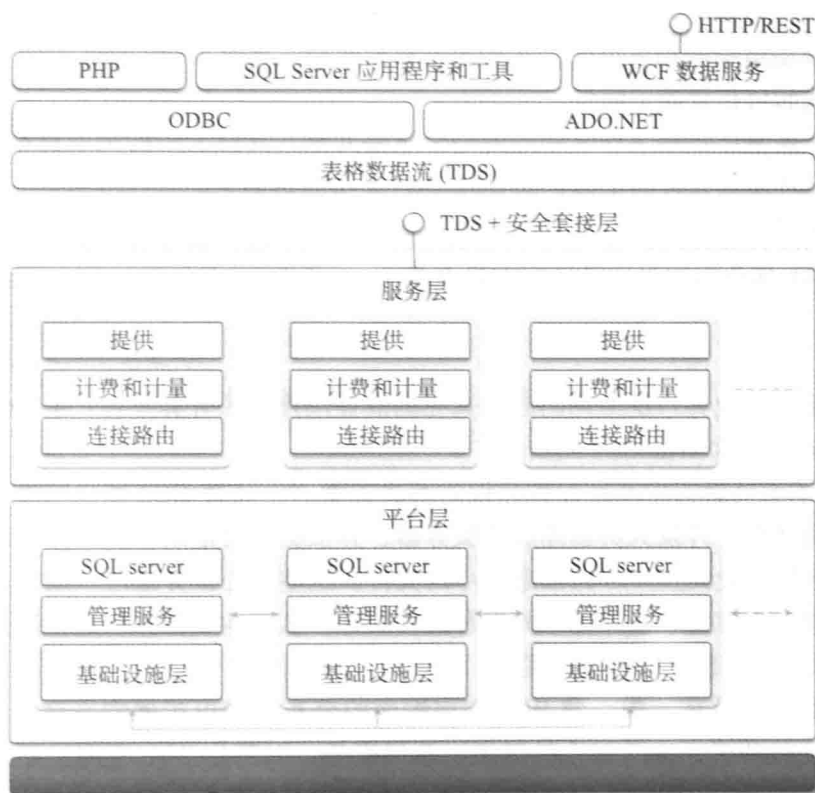 HTTP/REST
PHP SQL Server 应用程序和工具 WCF 数据服务
ODBC ADO.NET
表格数据流 (TDS)
TDS + 安全套接层
服务层
提供 提供 提供
计费和计量 计费和计量 计费和计量
连接路由 连接路由 连接路由
平台层
SQL server SQL server SQL server
管理服务 管理服务 管理服务
基础设施层 基础设施层 基础设施层